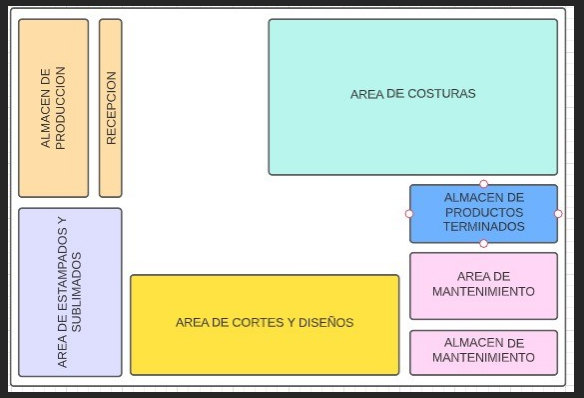 ALMACEN DE
PRODUCCION
RECEPCION
AREA DE COSTURAS
ALMACEN DE
PRODUCTOS
TERMINADOS
AREA DE ESTAMPADOS Y
SUBLIMADOS
AREA DE CORTES Y DISEÑOS
AREA DE
MANTENIMIENTO
ALMACEN DE
MANTENIMIENTO